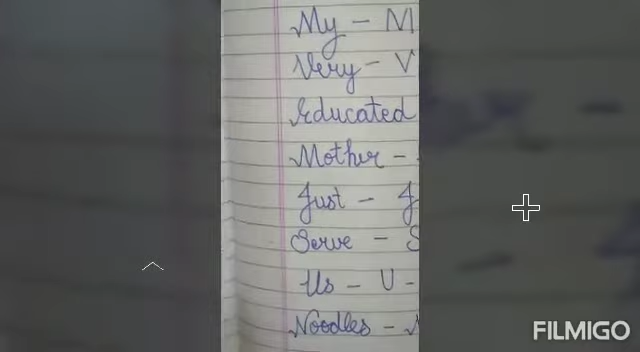 My - M
Very - V
Educated
Mother -
Just - J
Serve - S
Us - U -
Noodles - N
FILMIGO